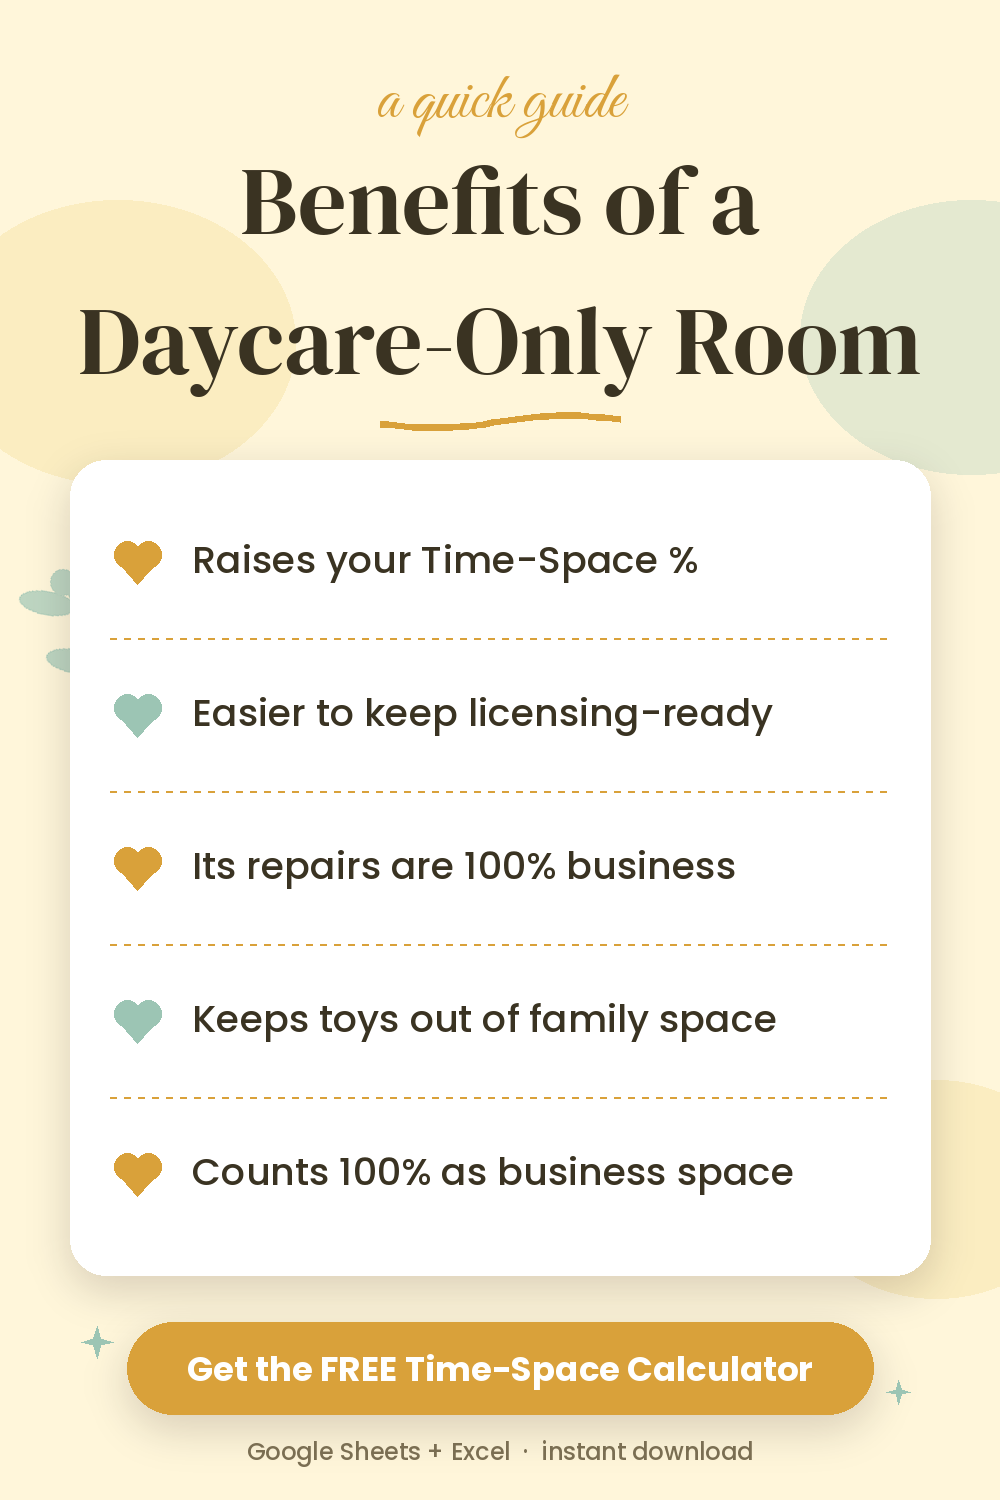 a quick guide
Benefits of a
Daycare-Only Room
Raises your Time-Space %
Easier to keep licensing-ready
Its repairs are 100% business
Keeps toys out of family space
Counts 100% as business space
Get the FREE Time-Space Calculator
Google Sheets + Excel · instant download